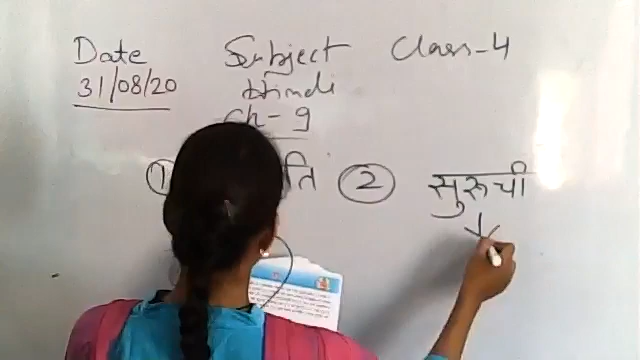 Date Subject Class-4
31/08/20 Hindi
Ch-9
① ② सुरुची